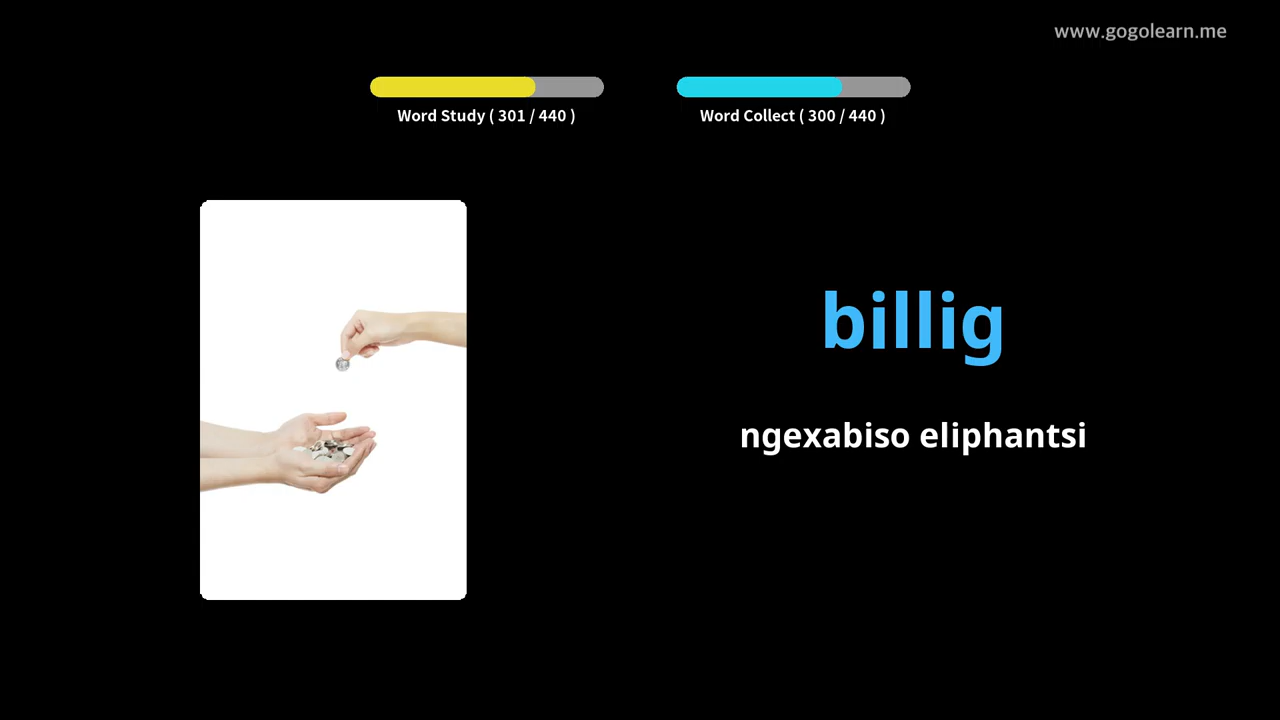 www.gogolearn.me
Word Study ( 301 / 440 )
Word Collect ( 300 / 440 )
billig
ngexabiso eliphantsi